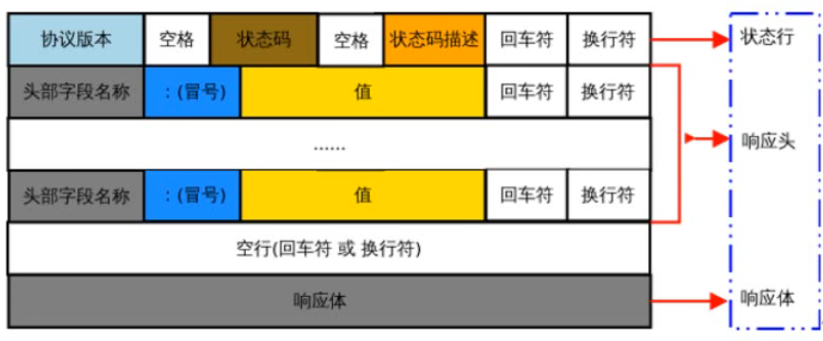 协议版本 空格 状态码 空格 状态码描述 回车符 换行符 状态行
头部字段名称 :(冒号) 值 回车符 换行符
...... 响应头
头部字段名称 :(冒号) 值 回车符 换行符
空行(回车符 或 换行符)
响应体 响应体